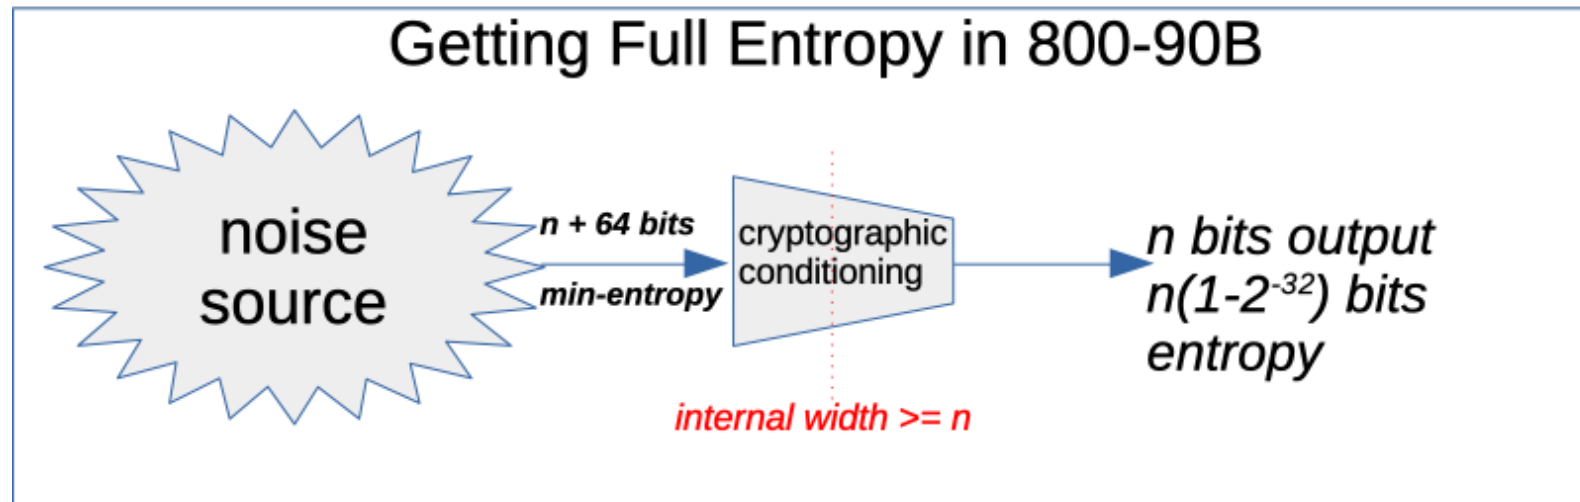 Getting Full Entropy in 800-90B
noise
source
n + 64 bits
min-entropy
cryptographic
conditioning
internal width >= n
n bits output
n(1-2⁻³²) bits
entropy